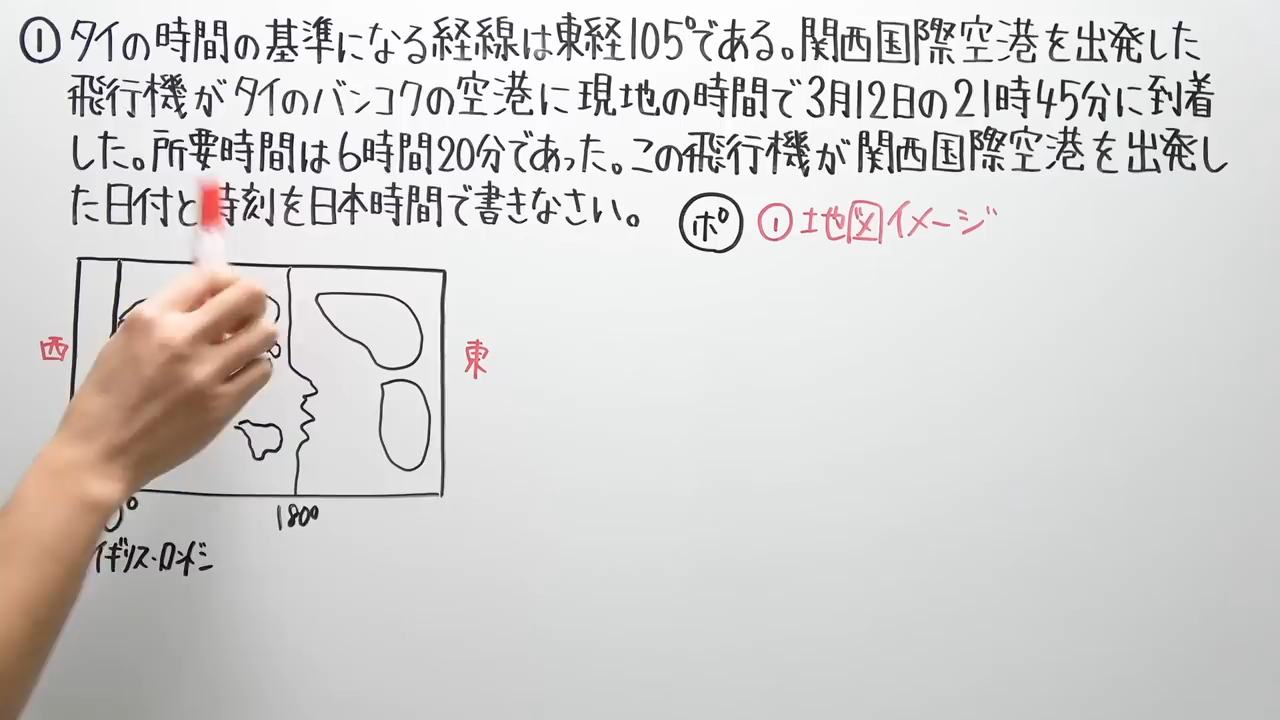 ① タイの時間の基準になる経線は東経105°である。関西国際空港を出発した
飛行機がタイのバンコクの空港に現地の時間で3月12日の21時45分に到着
した。所要時間は6時間20分であった。この飛行機が関西国際空港を出発し
た日付と時刻を日本時間で書きなさい。
ポ ①地図イメージ
西
東
0°
180°
イギリス・ロンドン